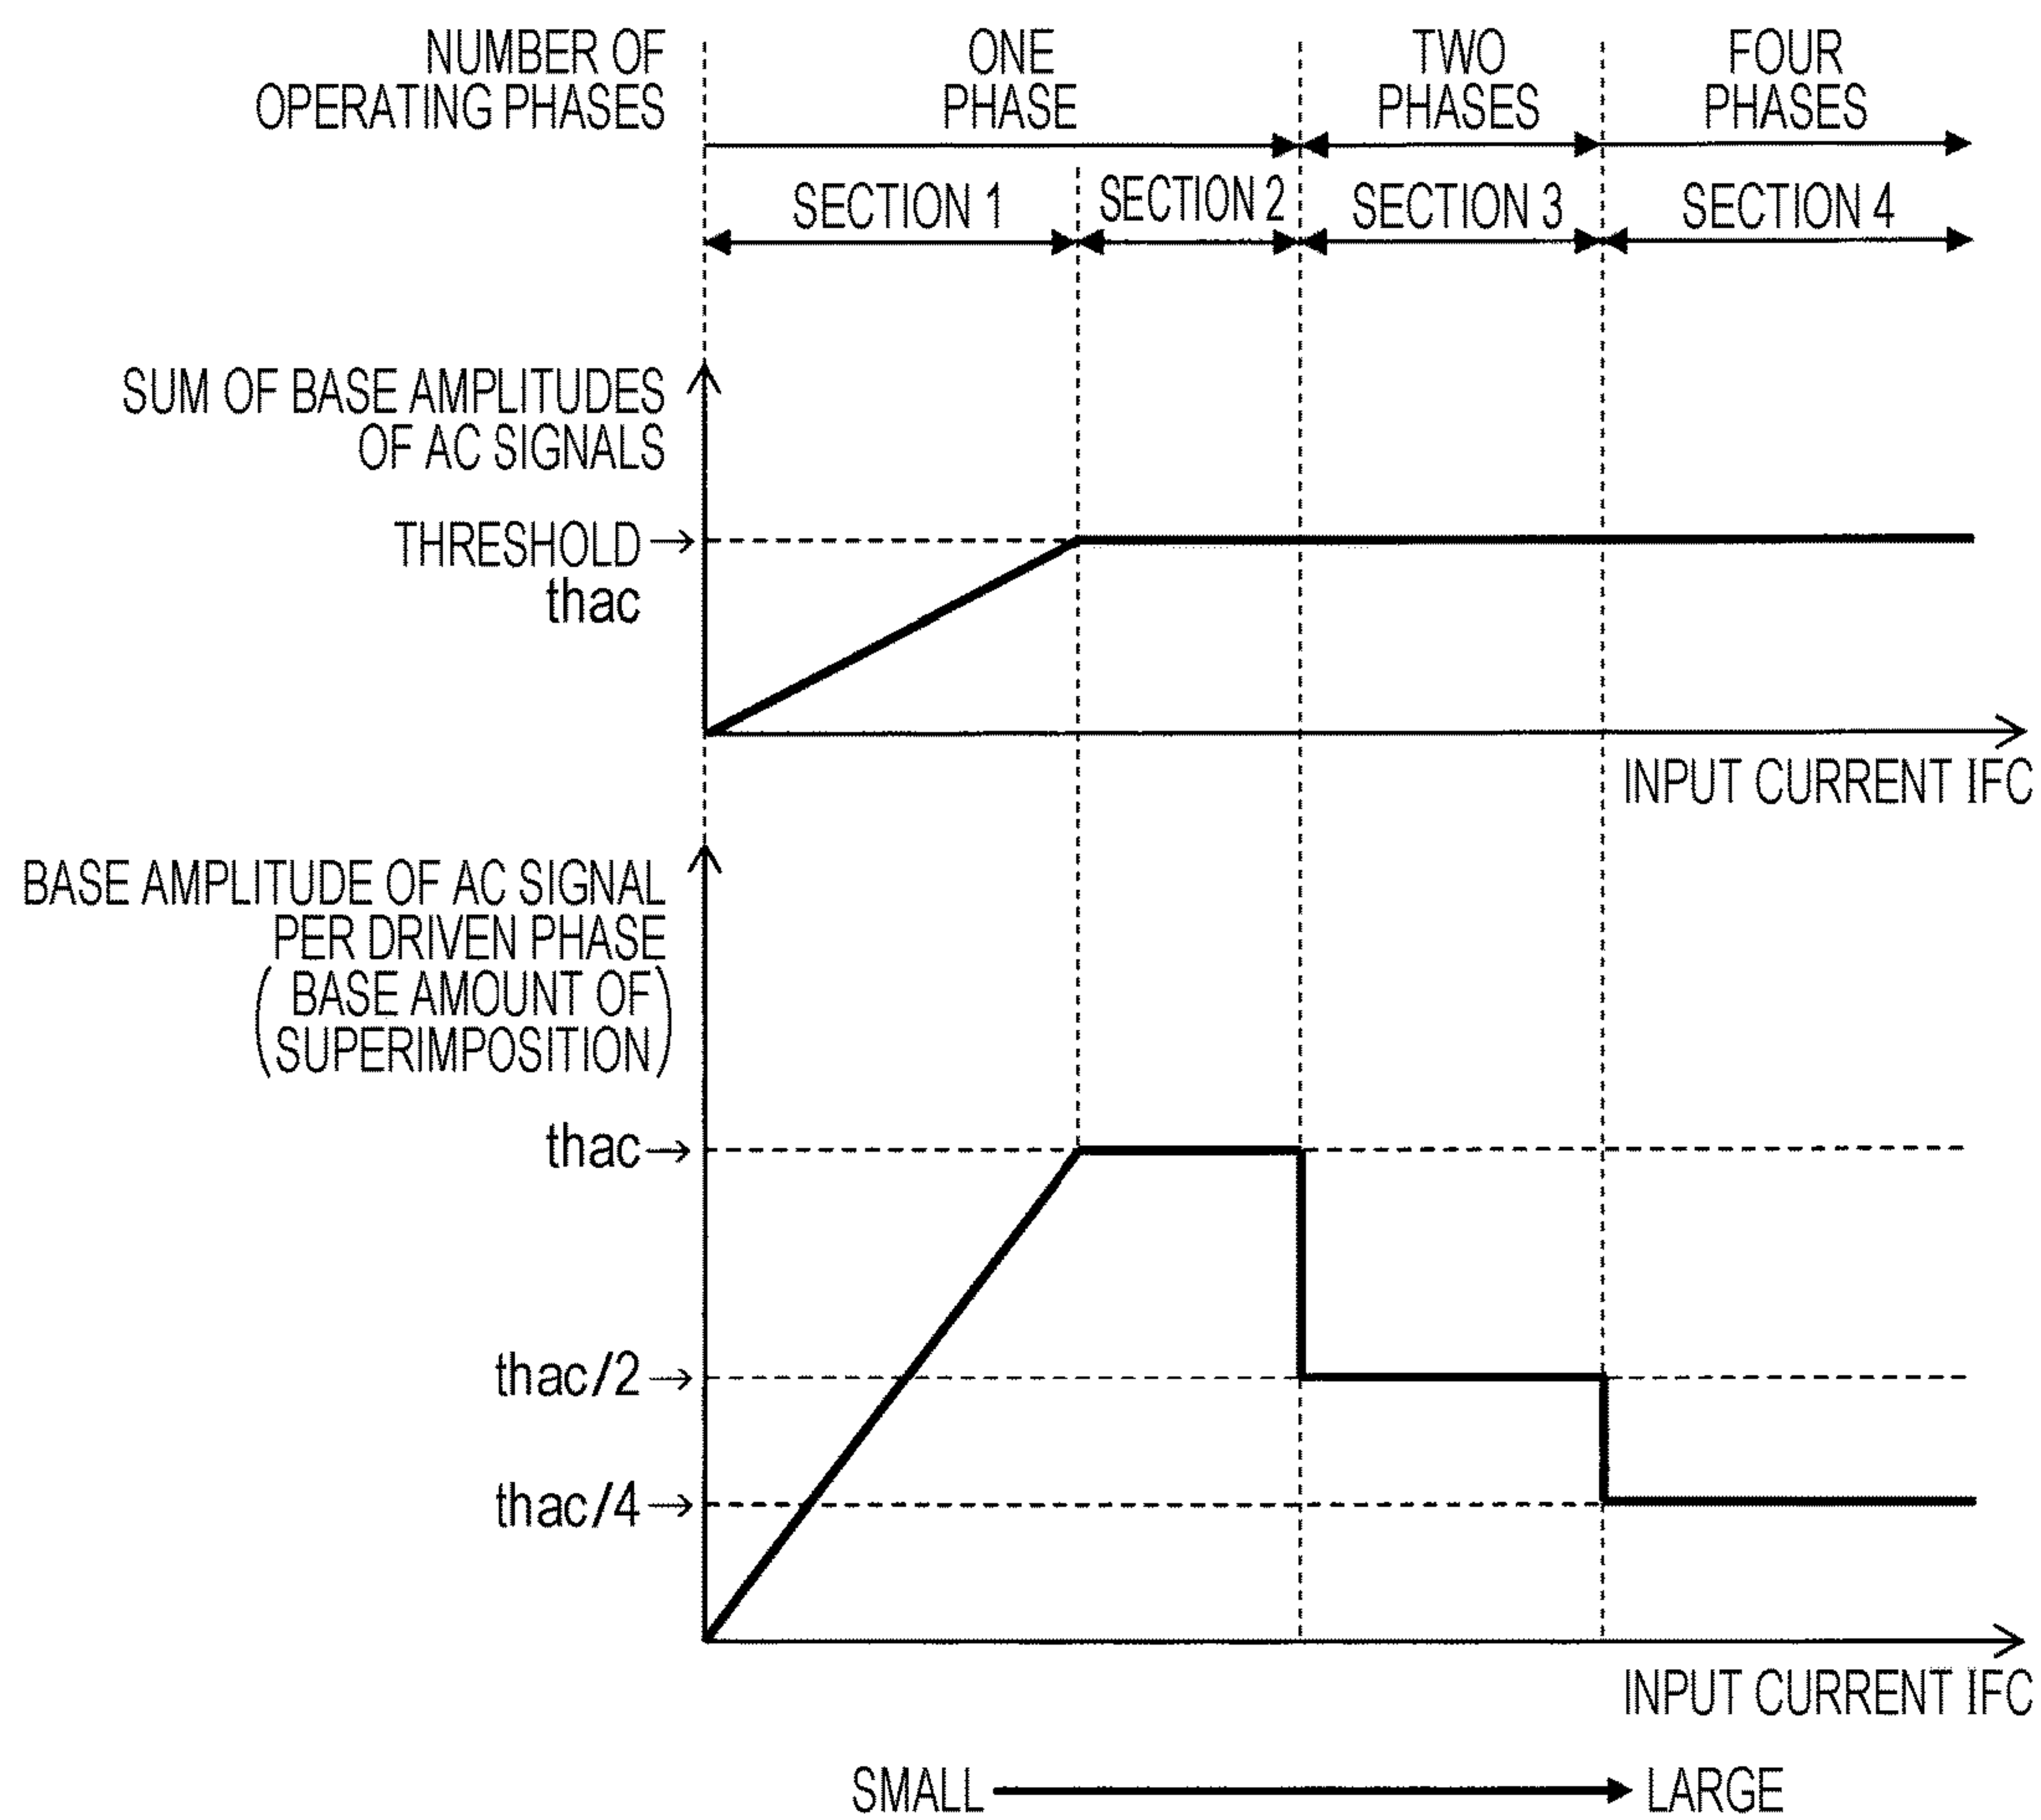 NUMBER OF
OPERATING PHASES
ONE
PHASE
TWO
PHASES
FOUR
PHASES
SECTION 1
SECTION 2
SECTION 3
SECTION 4
SUM OF BASE AMPLITUDES
OF AC SIGNALS
THRESHOLD
thac
INPUT CURRENT IFC
BASE AMPLITUDE OF AC SIGNAL
PER DRIVEN PHASE
(BASE AMOUNT OF
SUPERIMPOSITION)
thac
thac/2
thac/4
INPUT CURRENT IFC
SMALL
LARGE